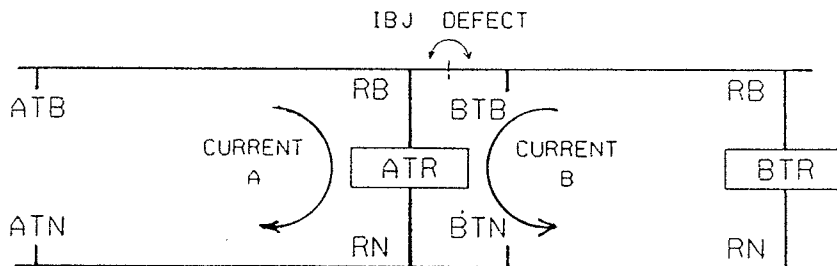 IBJ DEFECT
RB
RB
ATB
BTB
CURRENT
A
ATR
CURRENT
B
BTR
ATN
BTN
RN
RN